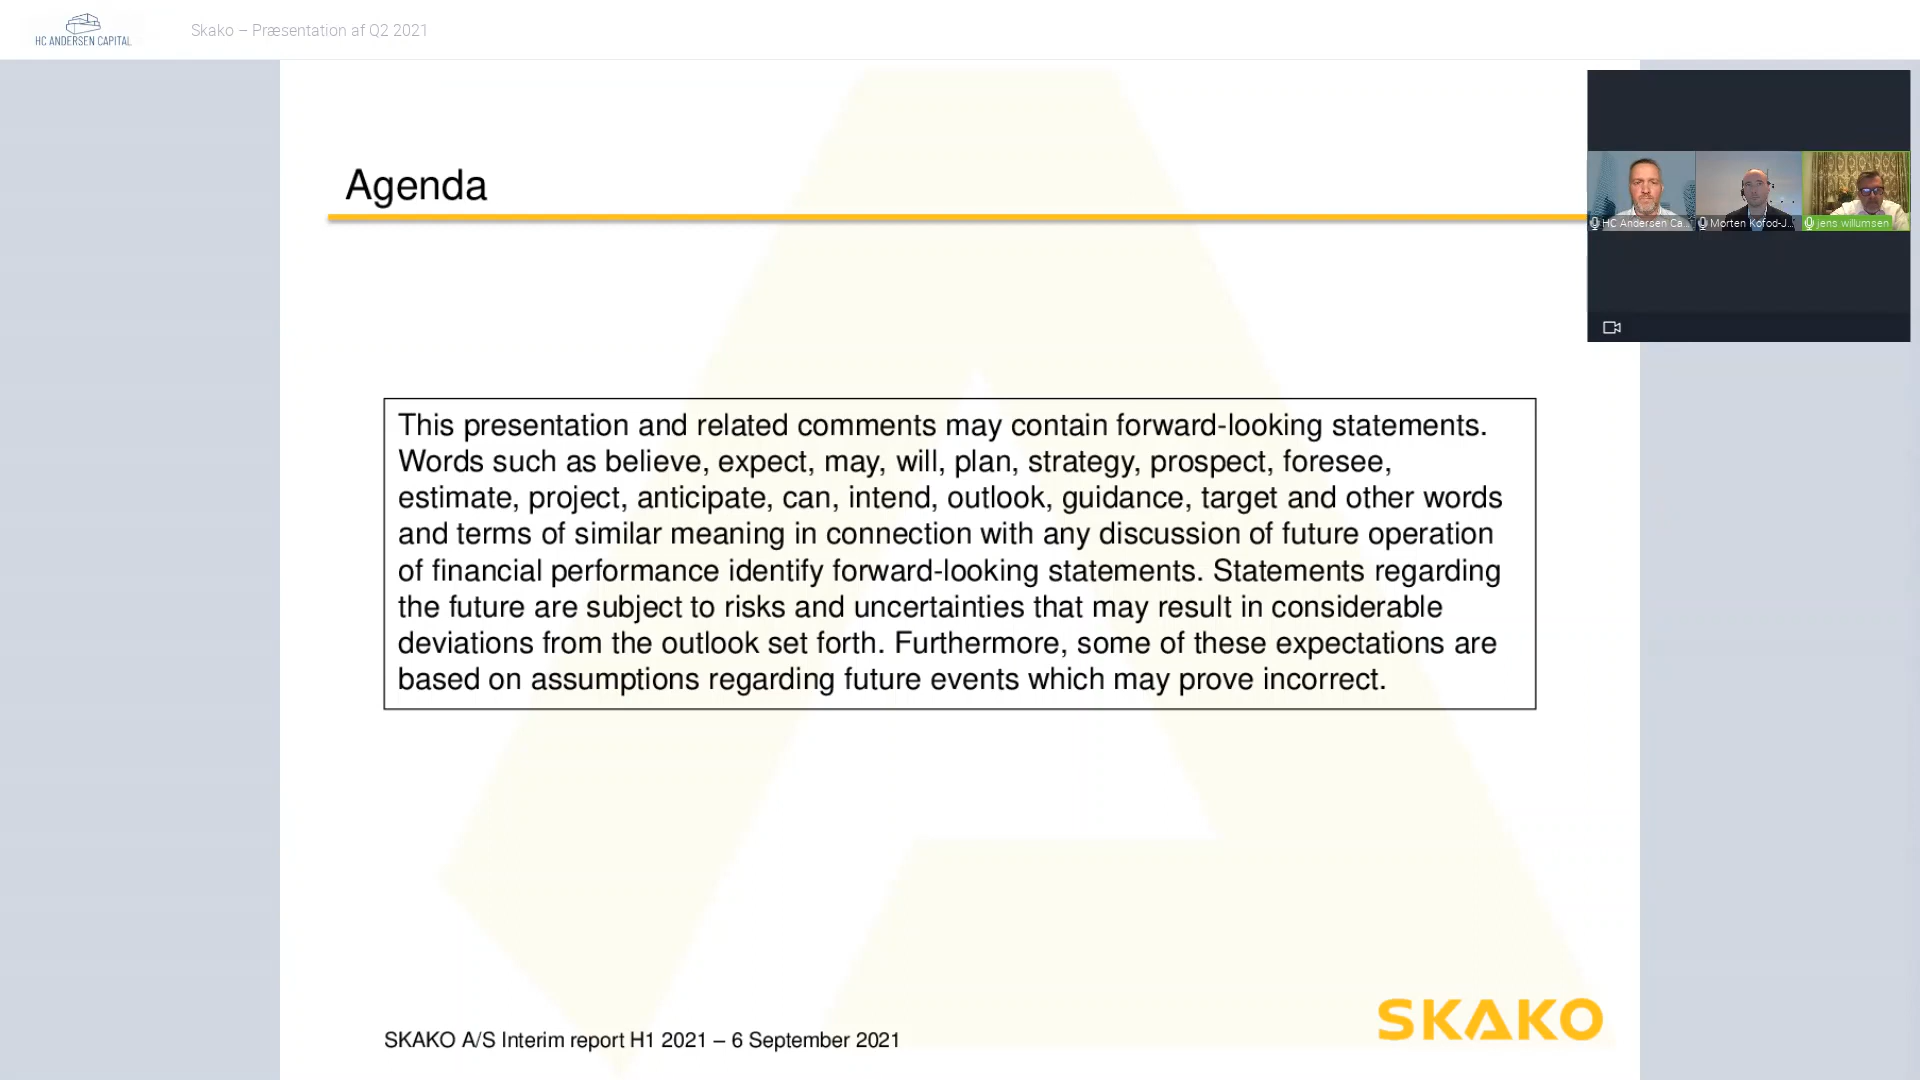 HC ANDERSEN CAPITAL
Skako – Præsentation af Q2 2021
Agenda
HC Andersen Ca...
Morten Kofod-J...
jens willumsen
This presentation and related comments may contain forward-looking statements.
Words such as believe, expect, may, will, plan, strategy, prospect, foresee,
estimate, project, anticipate, can, intend, outlook, guidance, target and other words
and terms of similar meaning in connection with any discussion of future operation
of financial performance identify forward-looking statements. Statements regarding
the future are subject to risks and uncertainties that may result in considerable
deviations from the outlook set forth. Furthermore, some of these expectations are
based on assumptions regarding future events which may prove incorrect.
SKAKO
SKAKO A/S Interim report H1 2021 – 6 September 2021